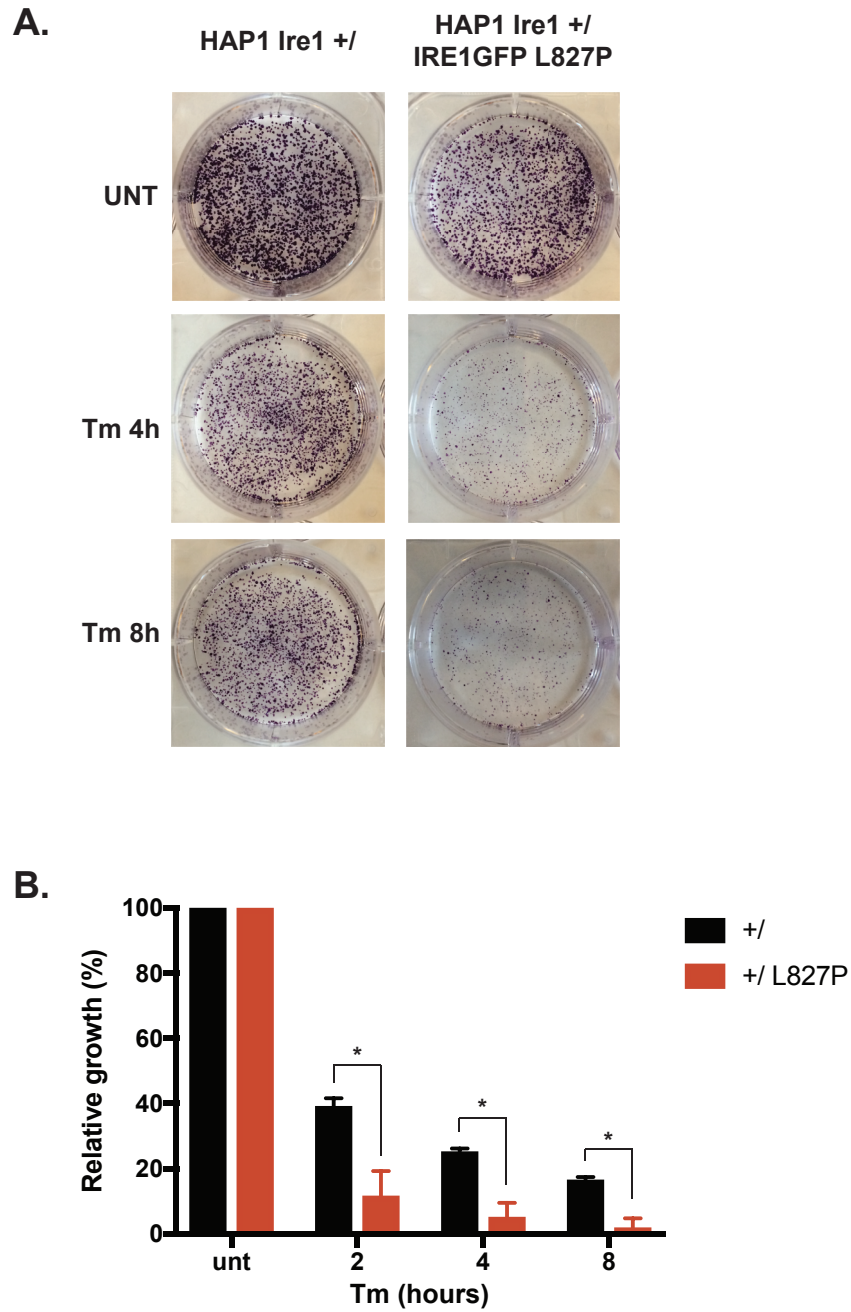 A.
HAP1 Ire1 +/
HAP1 Ire1 +/
IRE1GFP L827P
UNT
Tm 4h
Tm 8h
B.
Relative growth (%)
100
80
60
40
20
0
*
*
*
unt
2
4
8
Tm (hours)
+/
+/ L827P